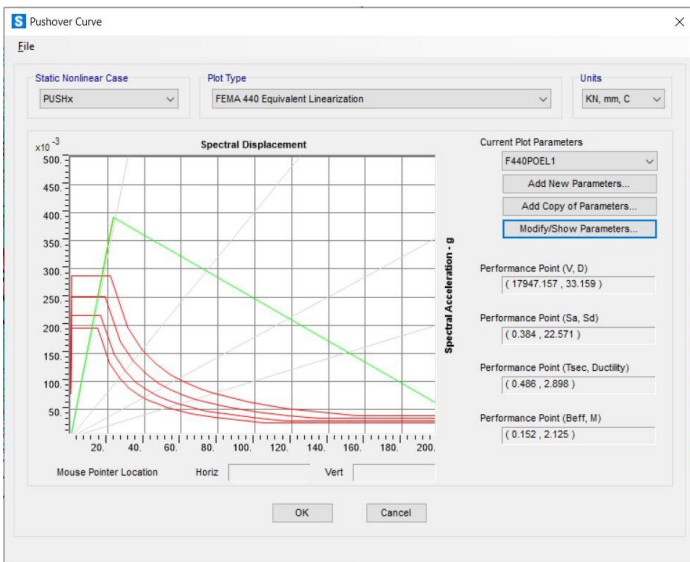 S Pushover Curve
File
Static Nonlinear Case
PUSHx
Plot Type
FEMA 440 Equivalent Linearization
Units
KN, mm, C
x10 -3
Spectral Displacement
500.
450.
400.
350.
300.
250.
200.
150.
100.
50.
20. 40. 60. 80. 100. 120. 140. 160. 180. 200.
Spectral Acceleration - g
Mouse Pointer Location Horiz Vert
Current Plot Parameters
F440POEL1
Add New Parameters...
Add Copy of Parameters...
Modify/Show Parameters...
Performance Point (V, D)
( 17947.157 , 33.159 )
Performance Point (Sa, Sd)
( 0.384 , 22.571 )
Performance Point (Tsec, Ductility)
( 0.486 , 2.898 )
Performance Point (Beff, M)
( 0.152 , 2.125 )
OK Cancel